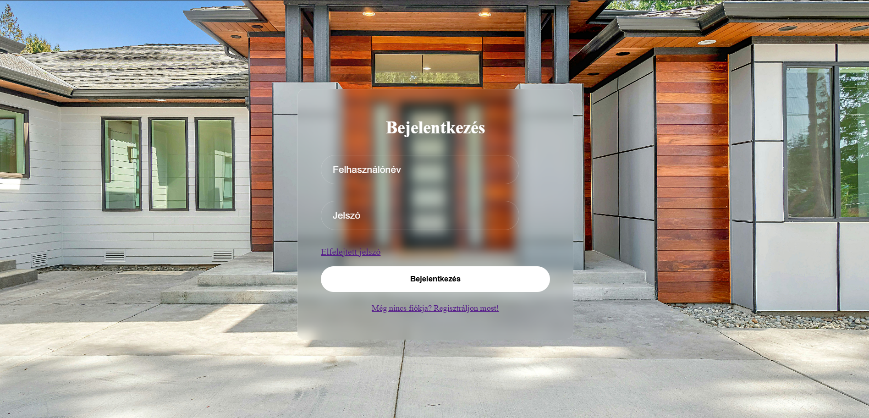 Bejelentkezés
Felhasználónév
Jelszó
Elfelejtett jelszó
Bejelentkezés
Még nincs fiókja? Regisztráljon most!